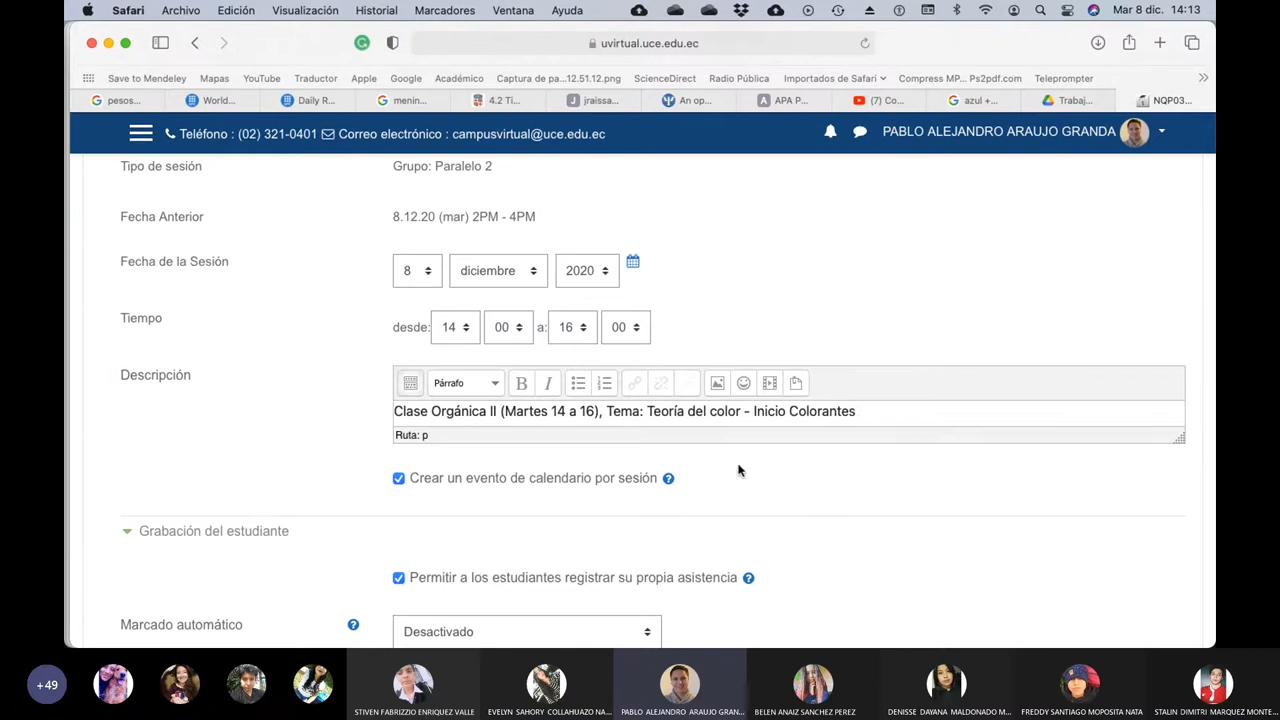 Safari Archivo Edición Visualización Historial Marcadores Ventana Ayuda Mar 8 dic. 14:13
uvirtual.uce.edu.ec
Save to Mendeley Mapas YouTube Traductor Apple Google Académico Captura de pa...12.51.12.png ScienceDirect Radio Pública Importados de Safari Compress MP... Ps2pdf.com Teleprompter
pesos... World... Daily R... menin... 4.2 Ti... jraissa... An op... APA P... (7) Co... azul +... Trabaj... NQP03...
Teléfono : (02) 321-0401 Correo electrónico : campusvirtual@uce.edu.ec PABLO ALEJANDRO ARAUJO GRANDA
Tipo de sesión Grupo: Paralelo 2
Fecha Anterior 8.12.20 (mar) 2PM - 4PM
Fecha de la Sesión 8 diciembre 2020
Tiempo desde: 14 00 a: 16 00
Descripción Párrafo B I
Clase Orgánica II (Martes 14 a 16), Tema: Teoría del color - Inicio Colorantes
Ruta: p
Crear un evento de calendario por sesión
Grabación del estudiante
Permitir a los estudiantes registrar su propia asistencia
Marcado automático Desactivado
+49 STIVEN FABRIZZIO ENRIQUEZ VALLE EVELYN SAHORY COLLAHUAZO NA... PABLO ALEJANDRO ARAUJO GRAN... BELEN ANAIZ SANCHEZ PEREZ DENISSE DAYANA MALDONADO M... FREDDY SANTIAGO MOPOSITA NATA STALIN DIMITRI MARQUEZ MONTE...